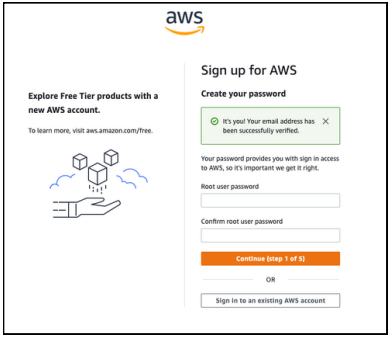 aws
Explore Free Tier products with a
new AWS account.
To learn more, visit aws.amazon.com/free.
Sign up for AWS
Create your password
It's you! Your email address has
been successfully verified.
Your password provides you with sign in access
to AWS, so it's important we get it right.
Root user password
Confirm root user password
Continue (step 1 of 5)
OR
Sign in to an existing AWS account